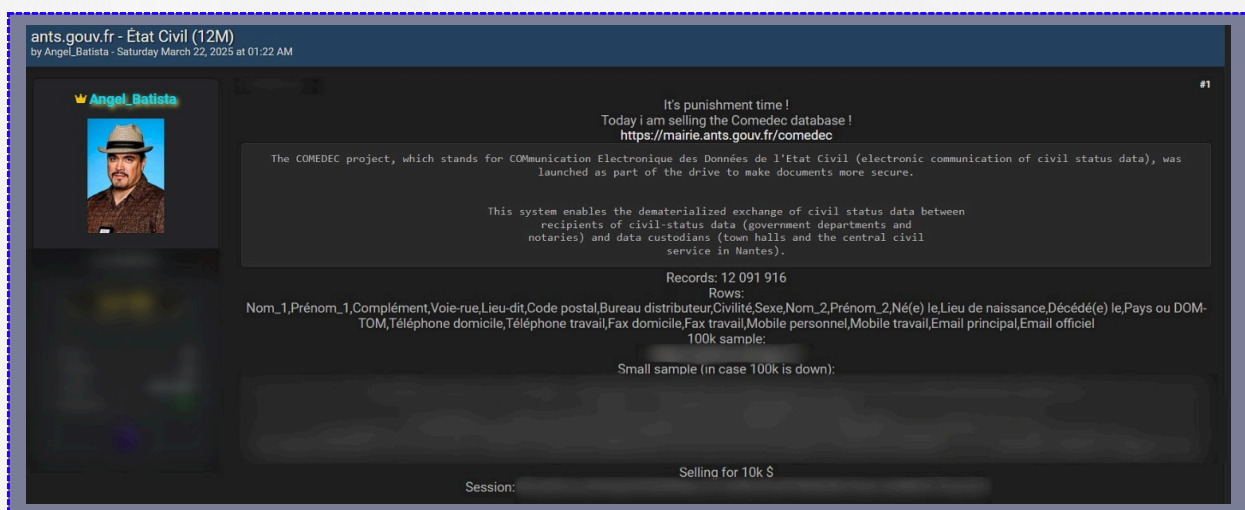 ants.gouv.fr - État Civil (12M)
by Angel_Batista - Saturday March 22, 2025 at 01:22 AM
Angel_Batista
#1
It's punishment time !
Today i am selling the Comedec database !
https://mairie.ants.gouv.fr/comedec
The COMEDEC project, which stands for COMmunication Electronique des Données de l'Etat Civil (electronic communication of civil status data), was
launched as part of the drive to make documents more secure.
This system enables the dematerialized exchange of civil status data between
recipients of civil-status data (government departments and
notaries) and data custodians (town halls and the central civil
service in Nantes).
Records: 12 091 916
Rows:
Nom_1,Prénom_1,Complément,Voie-rue,Lieu-dit,Code postal,Bureau distributeur,Civilité,Sexe,Nom_2,Prénom_2,Né(e) le,Lieu de naissance,Décédé(e) le,Pays ou DOM-
TOM,Téléphone domicile,Téléphone travail,Fax domicile,Fax travail,Mobile personnel,Mobile travail,Email principal,Email officiel
100k sample:
Small sample (in case 100k is down):
Selling for 10k $
Session: